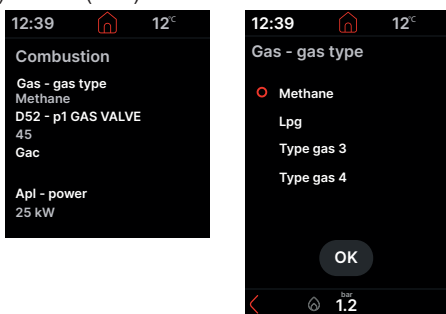 12:39 12°C
Combustion
Gas - gas type
Methane
D52 - p1 GAS VALVE
45
Gac
Apl - power
25 kW
12:39 12°C
Gas - gas type
Methane
Lpg
Type gas 3
Type gas 4
OK
bar
1.2